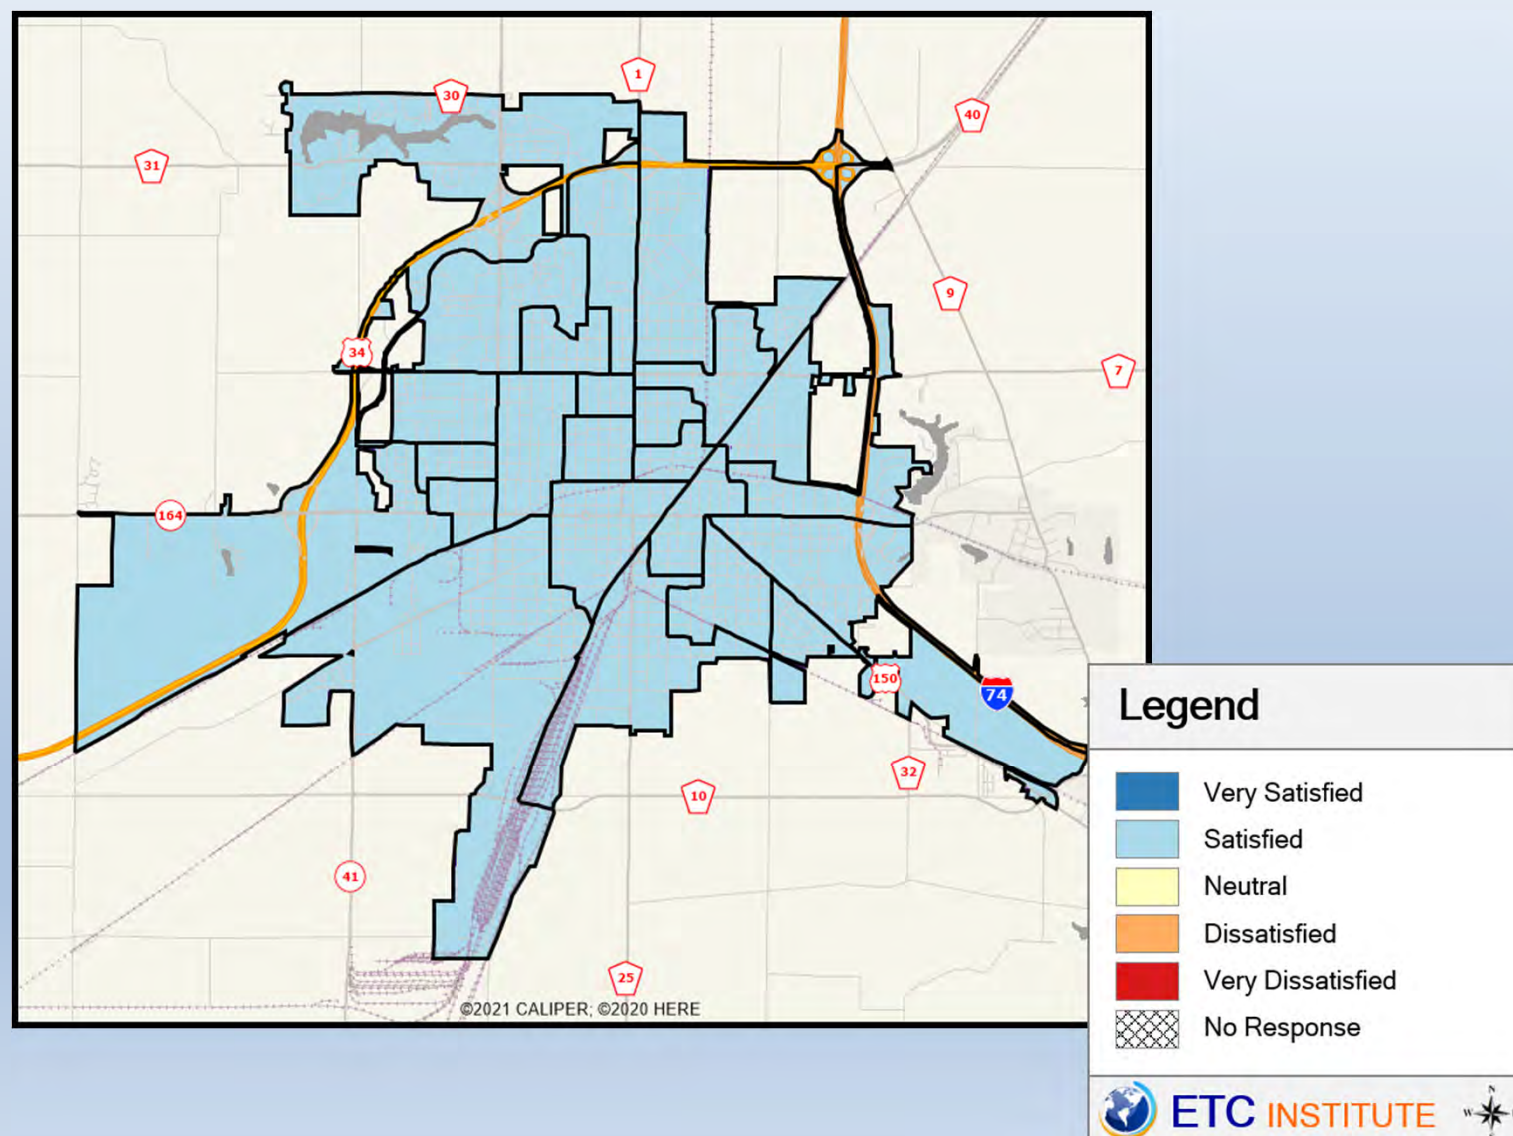 1
30
40
31
9
34
7
164
150
74
32
10
41
25
©2021 CALIPER; ©2020 HERE
Legend
Very Satisfied
Satisfied
Neutral
Dissatisfied
Very Dissatisfied
No Response
ETC INSTITUTE
N
W
S